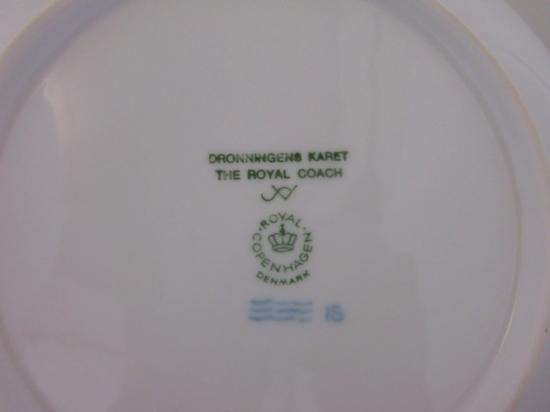 DRONNINGENS KARET
THE ROYAL COACH
ROYAL
COPENHAGEN
DENMARK
15